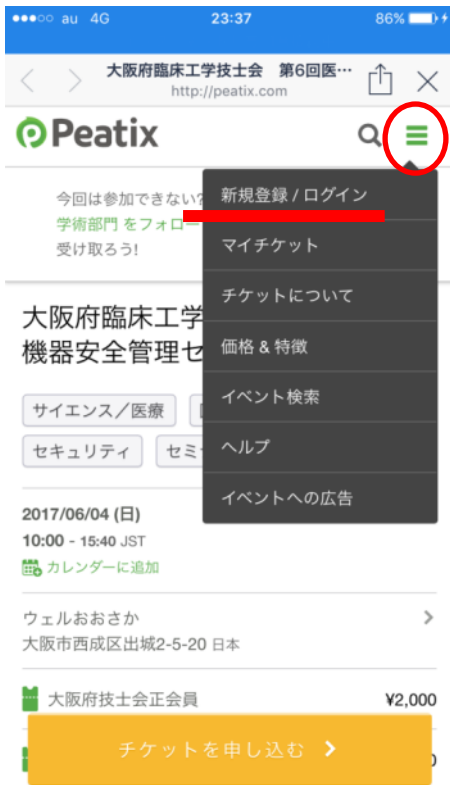 au 4G 23:37 86%
大阪府臨床工学技士会 第6回医…
http://peatix.com
Peatix
今回は参加できない?
学術部門 をフォロー
受け取ろう!
新規登録 / ログイン
マイチケット
チケットについて
価格 & 特徴
イベント検索
ヘルプ
イベントへの広告
大阪府臨床工学
機器安全管理セ
サイエンス／医療
セキュリティ セミ
2017/06/04 (日)
10:00 - 15:40 JST
カレンダーに追加
ウェルおおさか
大阪市西成区出城2-5-20 日本
大阪府技士会正会員 ¥2,000
チケットを申し込む